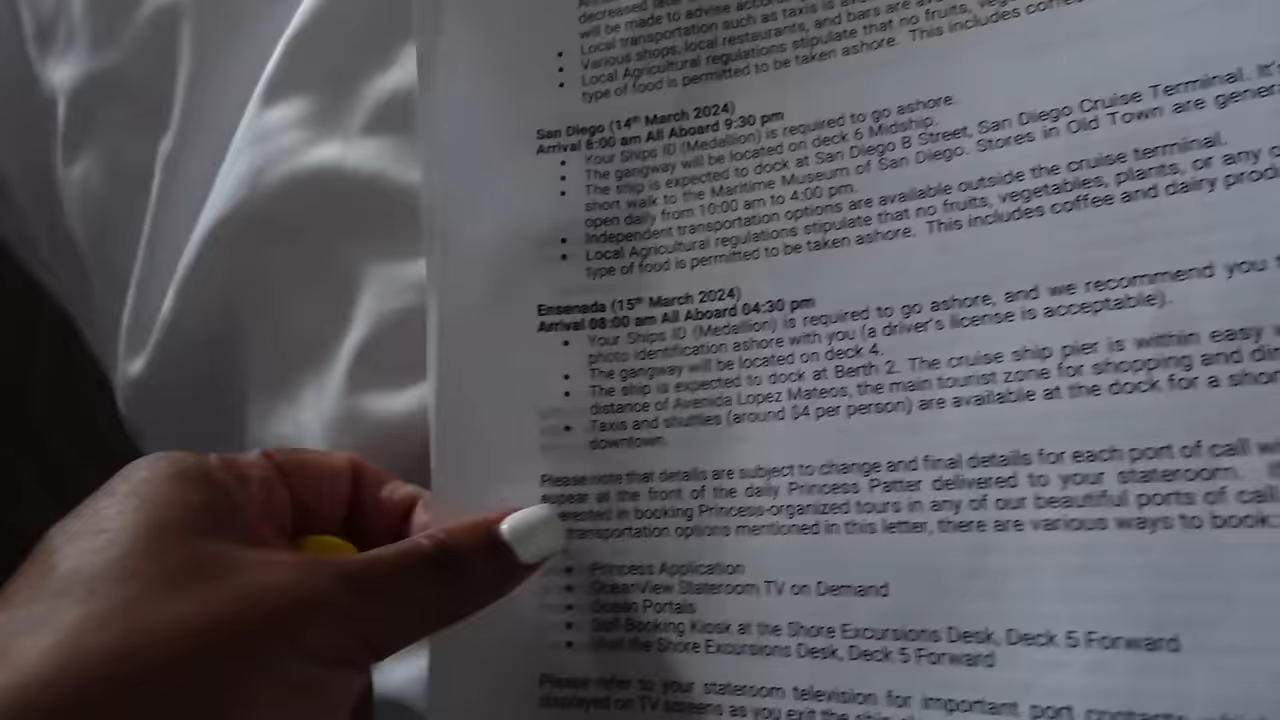 decreased later
will be made to advise
Local transportation such as taxis is
Various shops, local restaurants, and bars are
Local Agricultural regulations stipulate that no fruits,
type of food is permitted to be taken ashore. This includes
San Diego (14th March 2024)
Arrival 8:00 am All Aboard 9:30 pm
Your Ships ID (Medallion) is required to go ashore.
The gangway will be located on deck 6 Midship.
The ship is expected to dock at San Diego B Street, San Diego Cruise Terminal. It's
short walk to the Maritime Museum of San Diego. Stores in Old Town are
open daily from 10:00 am to 4:00 pm.
Independent transportation options are available outside the cruise terminal.
Local Agricultural regulations stipulate that no fruits, vegetables, plants, or any
type of food is permitted to be taken ashore. This includes coffee and dairy
Ensenada (15th March 2024)
Arrival 08:00 am All Aboard 04:30 pm
Your Ships ID (Medallion) is required to go ashore, and we recommend you
photo identification ashore with you (a driver's license is acceptable).
The gangway will be located on deck 4.
The ship is expected to dock at Berth 2. The cruise ship pier is within easy
distance of Avenida Lopez Mateos, the main tourist zone for shopping and
Taxis and shuttles (around $4 per person) are available at the dock for a
downtown.
Please note that details are subject to change and final details for each port of call
appear at the front of the daily Princess Patter delivered to your stateroom.
in booking Princess-organized tours in any of our beautiful ports of call
options mentioned in this letter, there are various ways to book:
Princess Application
OceanView Stateroom TV on Demand
Ocean Portals
Self-Booking Kiosk at the Shore Excursions Desk, Deck 5 Forward
Visit the Shore Excursions Desk, Deck 5 Forward
Please refer to your stateroom television for important port
displayed on TV screens as you exit the